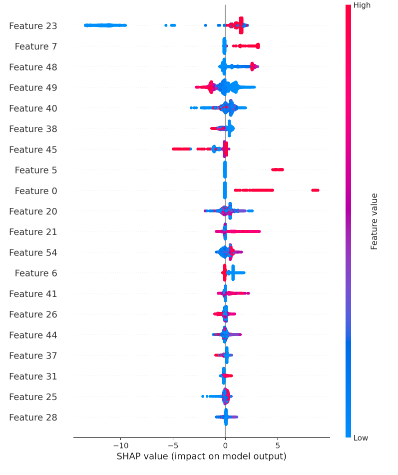 High
Feature 23
Feature 7
Feature 48
Feature 49
Feature 40
Feature 38
Feature 45
Feature 5
Feature 0
Feature 20
Feature 21
Feature 54
Feature 6
Feature 41
Feature 26
Feature 44
Feature 37
Feature 31
Feature 25
Feature 28
Feature value
Low
−10 −5 0 5
SHAP value (impact on model output)